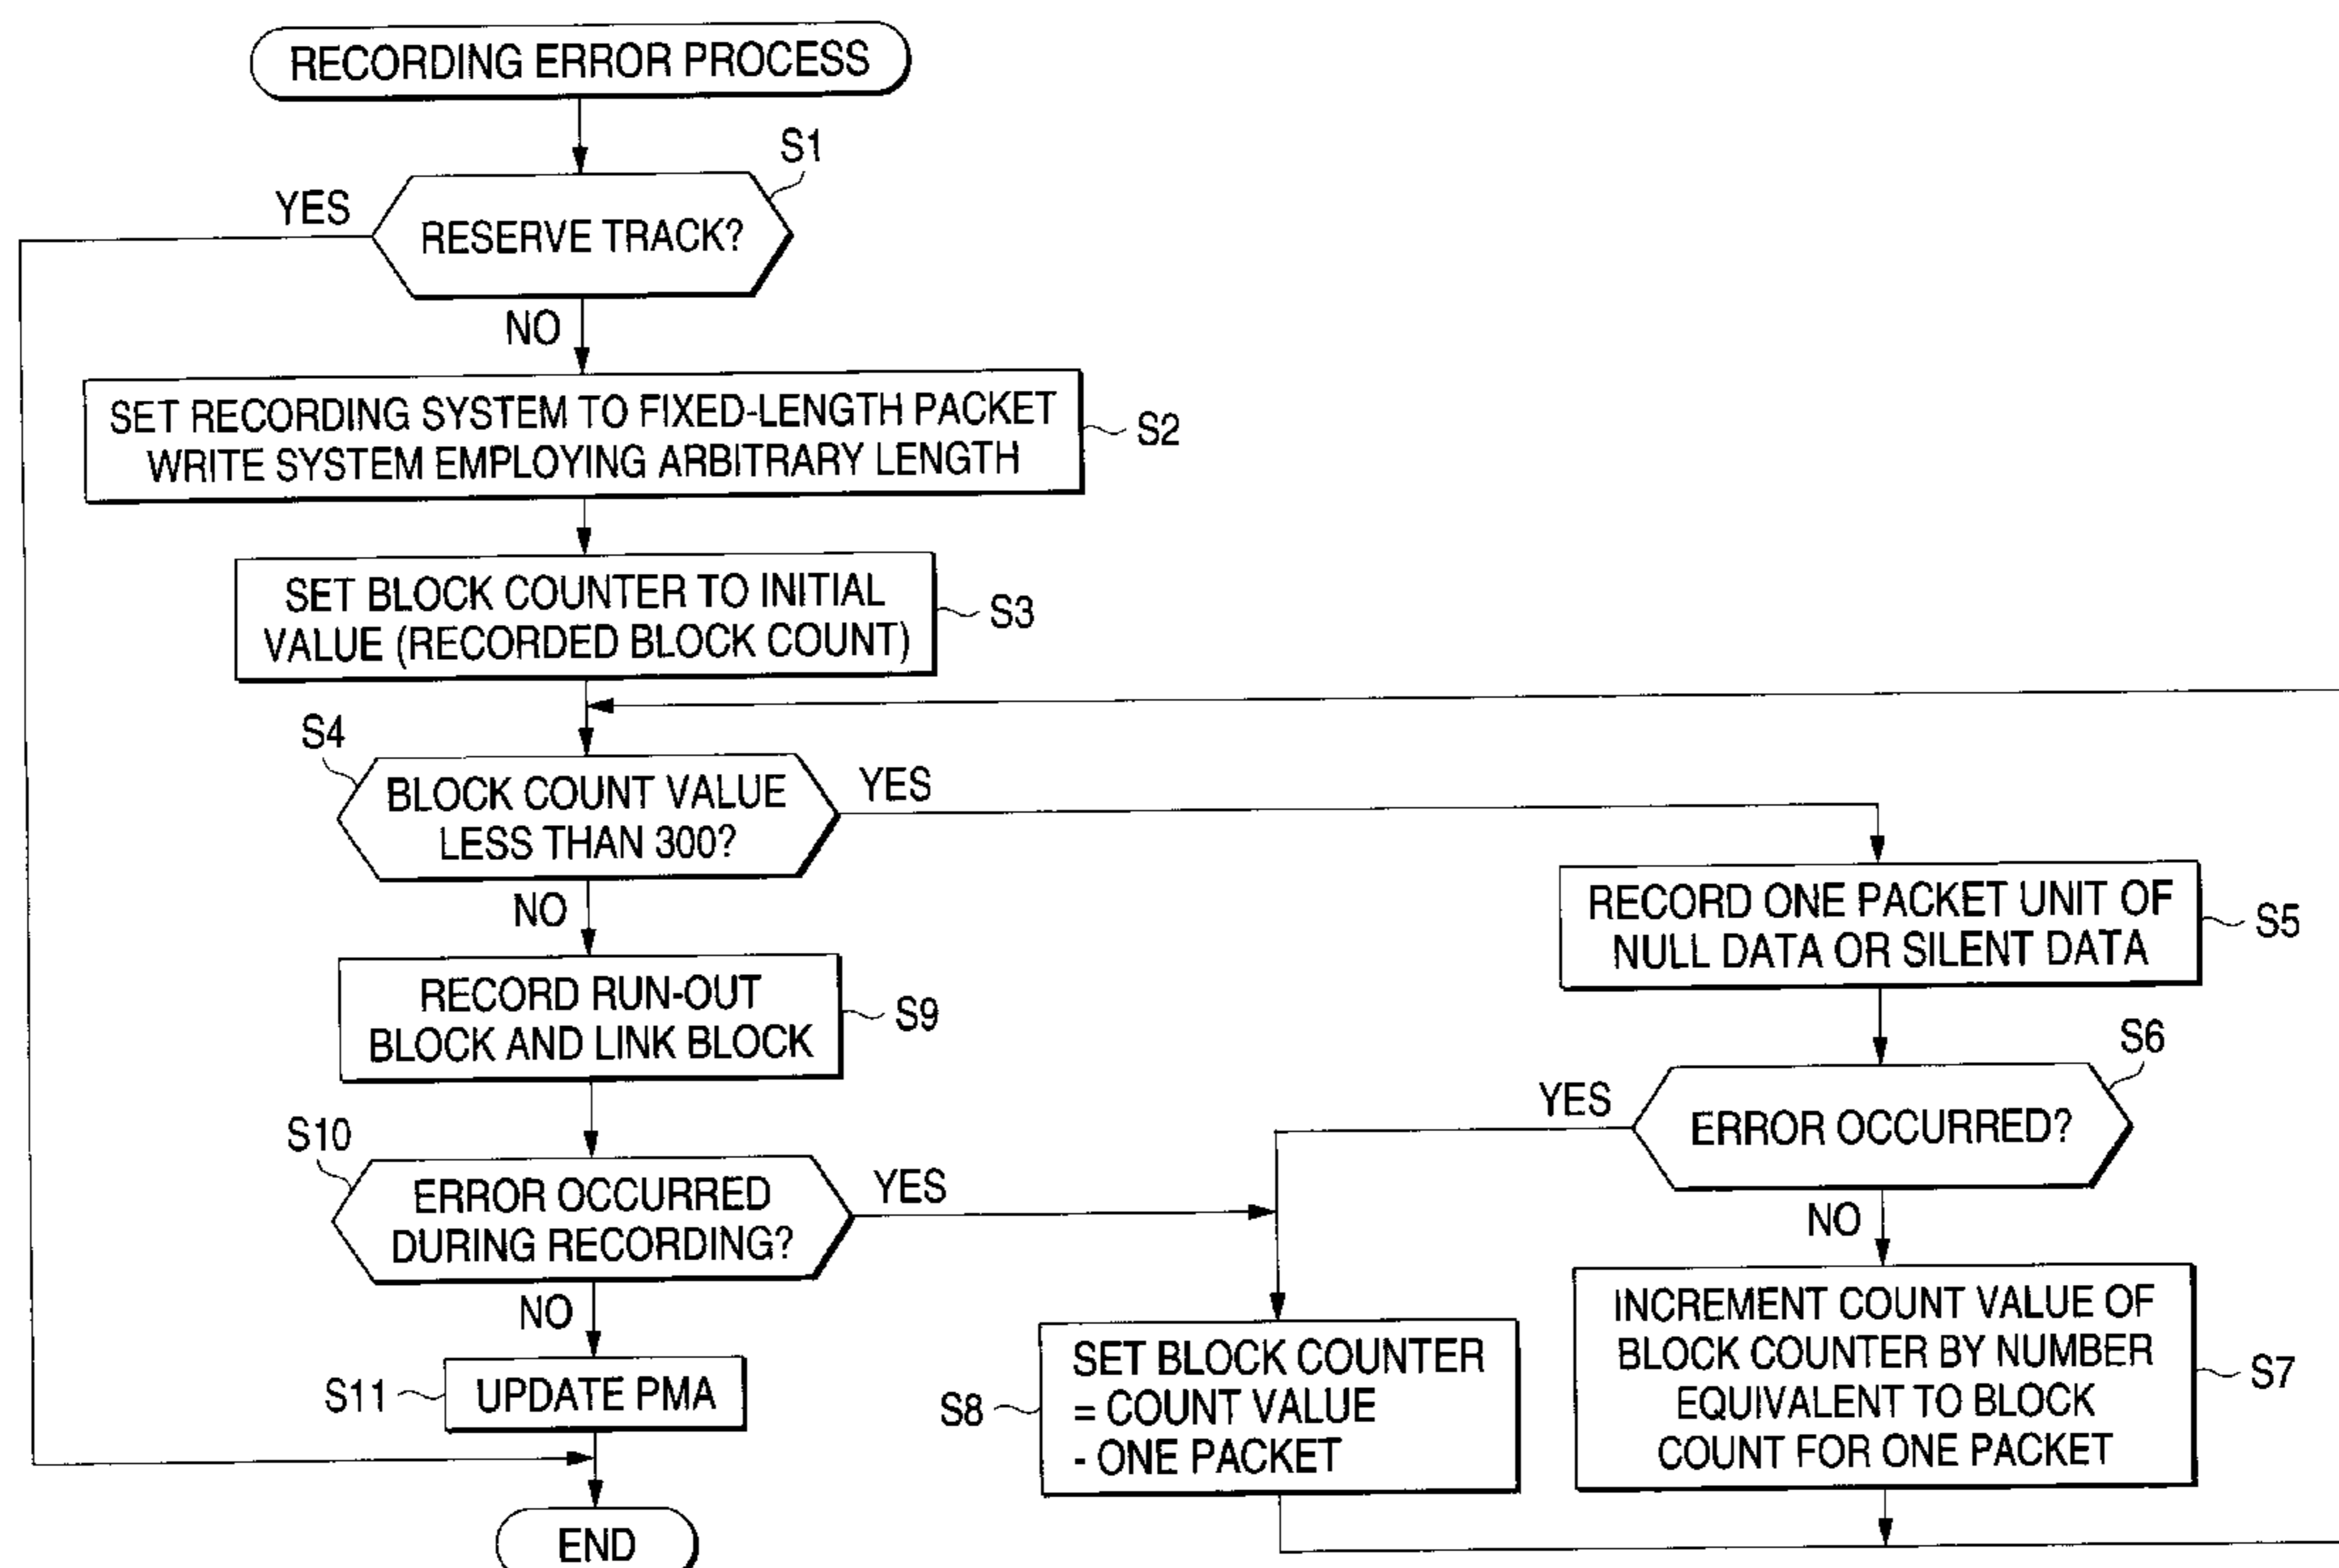 RECORDING ERROR PROCESS
S1
YES
RESERVE TRACK?
NO
SET RECORDING SYSTEM TO FIXED-LENGTH PACKET
WRITE SYSTEM EMPLOYING ARBITRARY LENGTH
S2
SET BLOCK COUNTER TO INITIAL
VALUE (RECORDED BLOCK COUNT)
S3
S4
BLOCK COUNT VALUE
LESS THAN 300?
YES
NO
RECORD ONE PACKET UNIT OF
NULL DATA OR SILENT DATA
S5
RECORD RUN-OUT
BLOCK AND LINK BLOCK
S9
S6
YES
ERROR OCCURRED?
NO
S10
ERROR OCCURRED
DURING RECORDING?
YES
NO
INCREMENT COUNT VALUE OF
BLOCK COUNTER BY NUMBER
EQUIVALENT TO BLOCK
COUNT FOR ONE PACKET
S7
S8
SET BLOCK COUNTER
= COUNT VALUE
- ONE PACKET
S11
UPDATE PMA
END